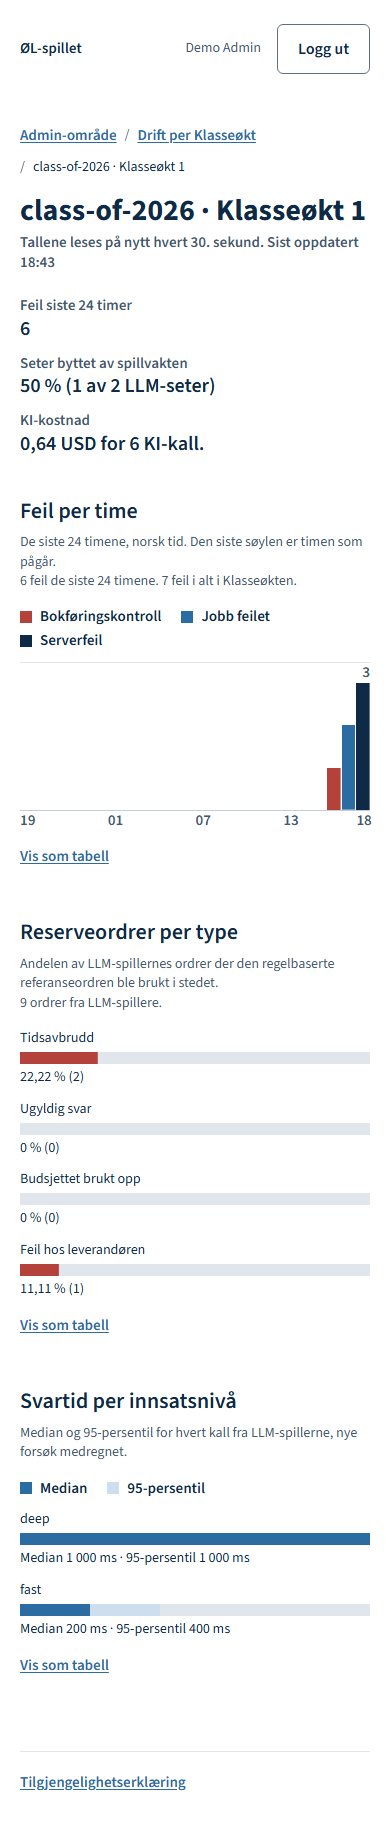 ØL-spillet
Demo Admin
Logg ut
Admin-område / Drift per Klasseøkt
/ class-of-2026 · Klasseøkt 1
class-of-2026 · Klasseøkt 1
Tallene leses på nytt hvert 30. sekund. Sist oppdatert
18:43
Feil siste 24 timer
6
Seter byttet av spillvakten
50 % (1 av 2 LLM-seter)
KI-kostnad
0,64 USD for 6 KI-kall.
Feil per time
De siste 24 timene, norsk tid. Den siste søylen er timen som
pågår.
6 feil de siste 24 timene. 7 feil i alt i Klasseøkten.
Bokføringskontroll
Jobb feilet
Serverfeil
3
19 01 07 13 18
Vis som tabell
Reserveordrer per type
Andelen av LLM-spillernes ordrer der den regelbaserte
referanseordren ble brukt i stedet.
9 ordrer fra LLM-spillere.
Tidsavbrudd
22,22 % (2)
Ugyldig svar
0 % (0)
Budsjettet brukt opp
0 % (0)
Feil hos leverandøren
11,11 % (1)
Vis som tabell
Svartid per innsatsnivå
Median og 95-persentil for hvert kall fra LLM-spillerne, nye
forsøk medregnet.
Median
95-persentil
deep
Median 1 000 ms · 95-persentil 1 000 ms
fast
Median 200 ms · 95-persentil 400 ms
Vis som tabell
Tilgjengelighetserklæring